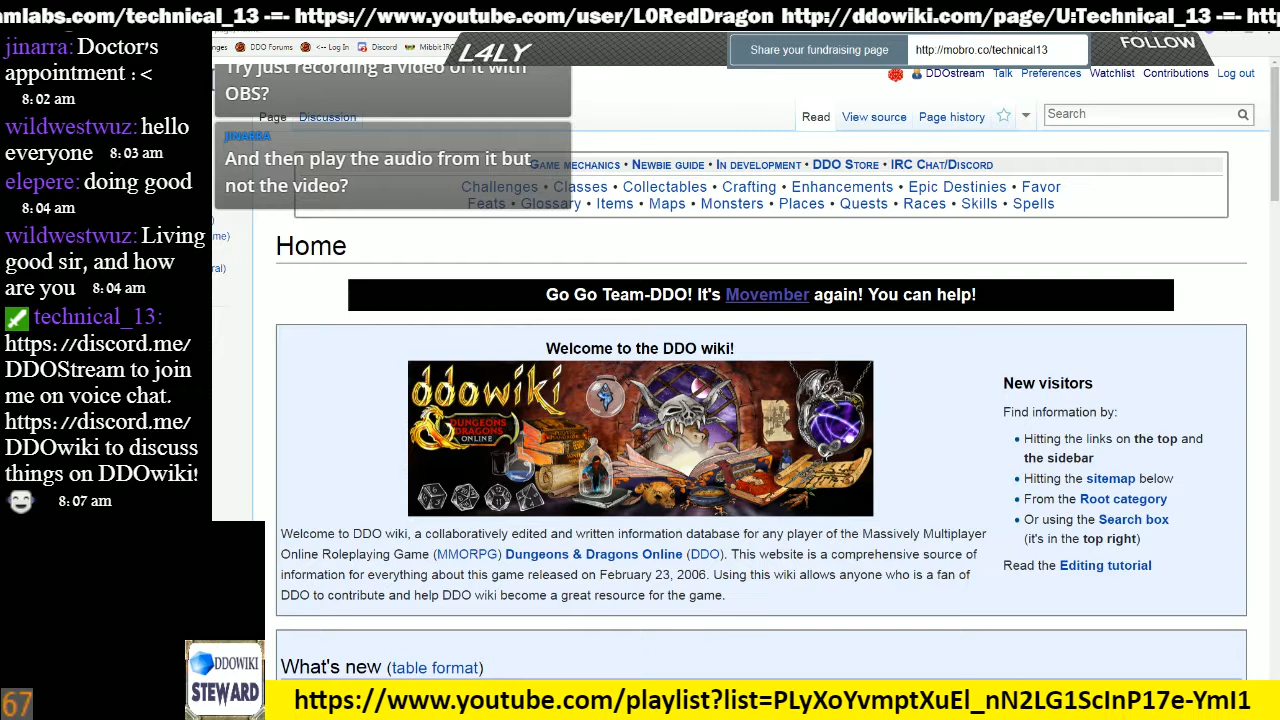 mlabs.com/technical_13 -=- https://www.youtube.com/user/L0RedDragon http://ddowiki.com/page/U:Technical_13 -=- http
jinarra: Doctor's
appointment :<
8:02 am
wildwestwuz: hello
everyone 8:03 am
elepere: doing good
8:04 am
wildwestwuz: Living
good sir, and how
are you 8:04 am
technical_13:
https://discord.me/
DDOStream to join
me on voice chat.
https://discord.me/
DDOwiki to discuss
things on DDOwiki!
8:07 am
67
nges DDO Forums <-- Log In Discord Mibbit IRC
L4LY
Share your fundraising page http://mobro.co/technical13
FOLLOW
Try just recording a video of it with
OBS?
JINARRA
And then play the audio from it but
not the video?
DDOstream Talk Preferences Watchlist Contributions Log out
Page Discussion
Read View source Page history Search
Game mechanics • Newbie guide • In development • DDO Store • IRC Chat/Discord
Challenges • Classes • Collectables • Crafting • Enhancements • Epic Destinies • Favor
Feats • Glossary • Items • Maps • Monsters • Places • Quests • Races • Skills • Spells
me)
ral)
Home
Go Go Team-DDO! It's Movember again! You can help!
Welcome to the DDO wiki!
ddowiki
DUNGEONS
& DRAGONS
ONLINE
New visitors
Find information by:
• Hitting the links on the top and
the sidebar
• Hitting the sitemap below
• From the Root category
• Or using the Search box
(it's in the top right)
Read the Editing tutorial
Welcome to DDO wiki, a collaboratively edited and written information database for any player of the Massively Multiplayer
Online Roleplaying Game (MMORPG) Dungeons & Dragons Online (DDO). This website is a comprehensive source of
information for everything about this game released on February 23, 2006. Using this wiki allows anyone who is a fan of
DDO to contribute and help DDO wiki become a great resource for the game.
What's new (table format)
DDOWIKI
STEWARD
https://www.youtube.com/playlist?list=PLyXoYvmptXuEl_nN2LG1ScInP17e-YmI1